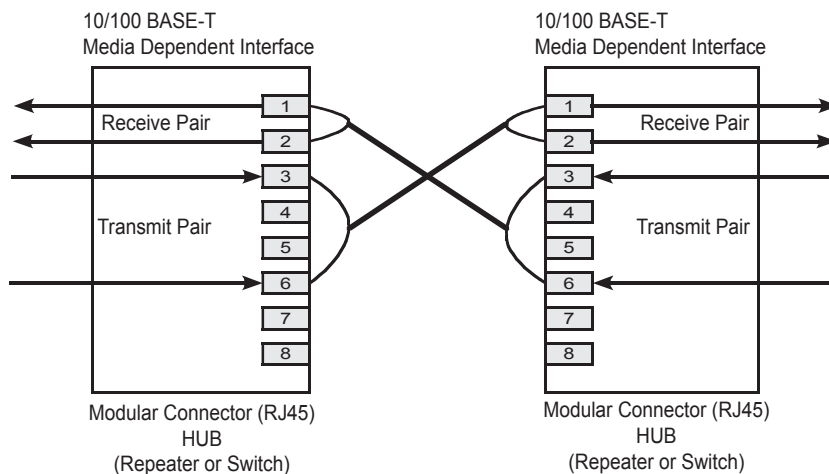 10/100 BASE-T
Media Dependent Interface
1
Receive Pair
2
3
4
Transmit Pair
5
6
7
8
Modular Connector (RJ45)
HUB
(Repeater or Switch)
10/100 BASE-T
Media Dependent Interface
1
Receive Pair
2
3
4
Transmit Pair
5
6
7
8
Modular Connector (RJ45)
HUB
(Repeater or Switch)